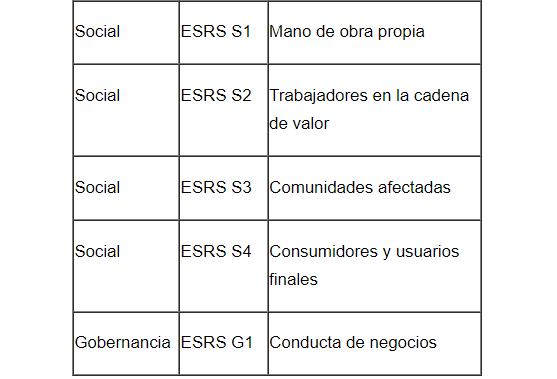 Social ESRS S1 Mano de obra propia
Social ESRS S2 Trabajadores en la cadena
de valor
Social ESRS S3 Comunidades afectadas
Social ESRS S4 Consumidores y usuarios
finales
Gobernancia ESRS G1 Conducta de negocios